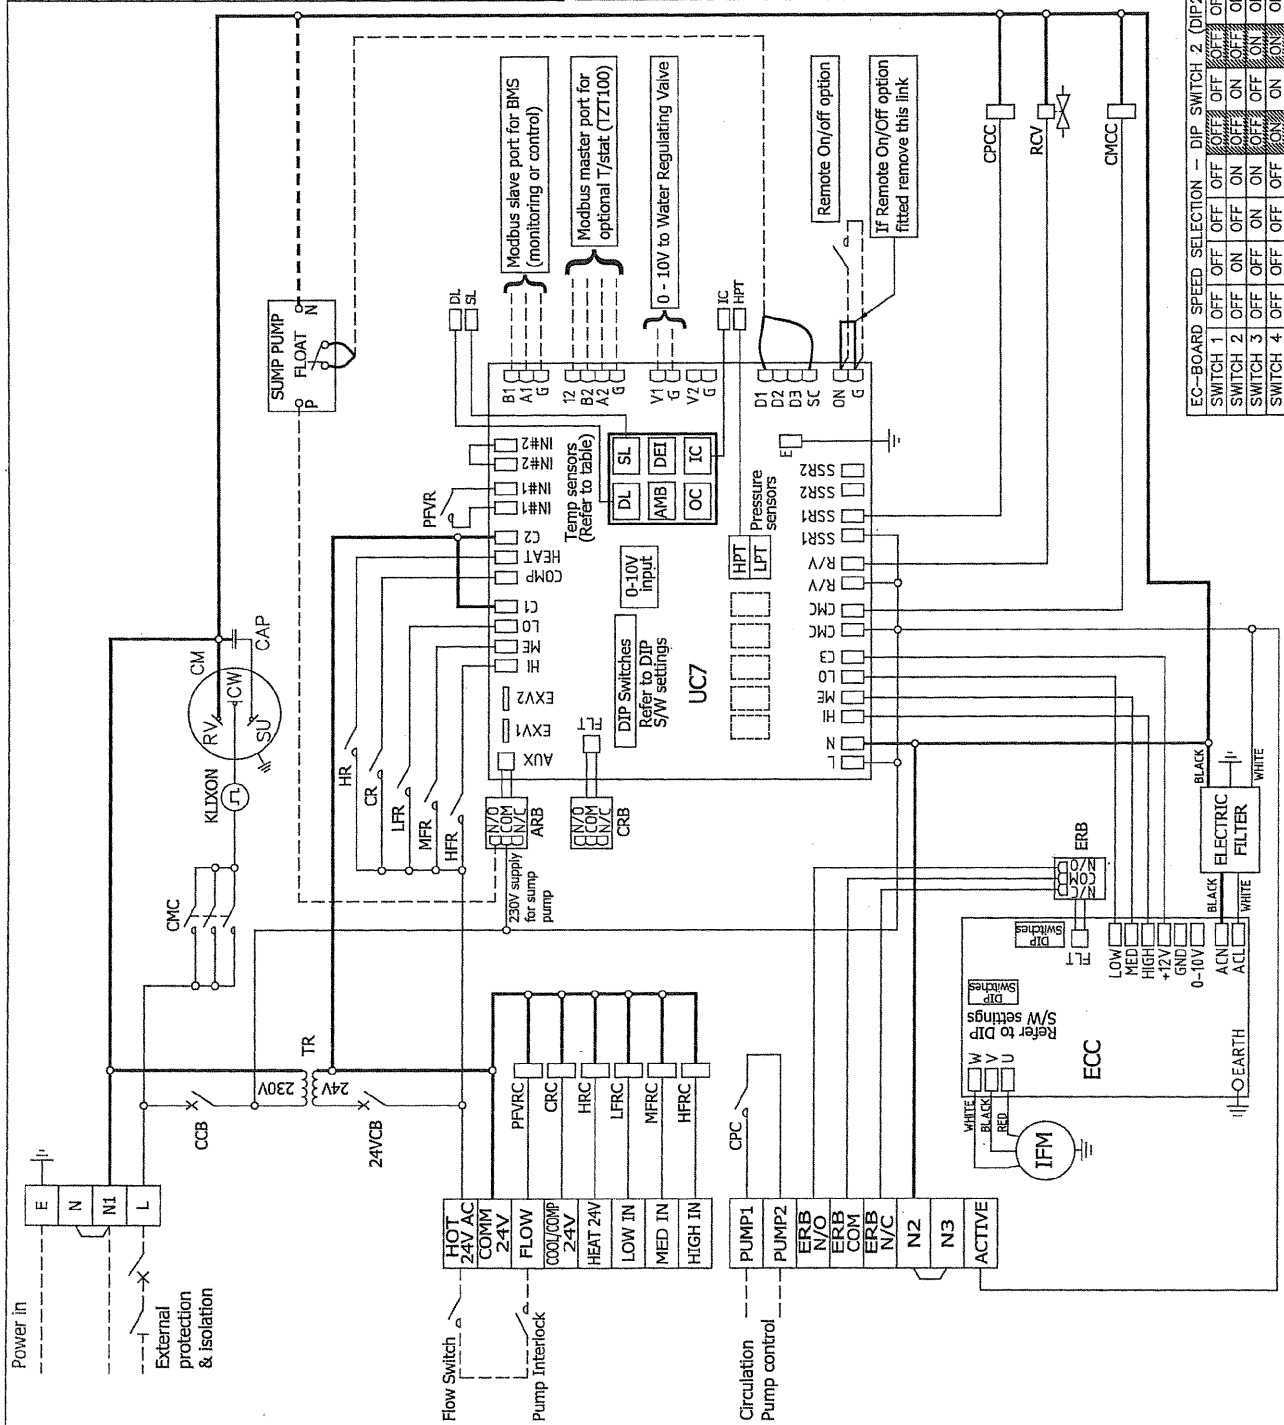 Power in
External
protection
& isolation
E
N
N1
L
CCB
230V
24V
TR
24VCB
CMC
KLIXON
RV
CW
SU
CM
CAP
SUMP PUMP
P
FLOAT
N
Flow Switch
Pump Interlock
HOT
24V AC
COMM
24V
FLOW
COOL/COMP
24V
HEAT 24V
LOW IN
MED IN
HIGH IN
PFVRC
CRC
HRC
LFRC
MFRC
HFRC
Circulation
Pump control
PUMP1
PUMP2
ERB
N/O
ERB
COM
ERB
N/C
N2
N3
ACTIVE
CPC
HR
CR
LFR
MFR
HFR
PFVR
230V supply
for sump
pump
N/O
COM
N/C
ARB
N/O
COM
N/C
CRB
AUX
FLT
EXV1
EXV2
HI
ME
LO
C1
COMP
HEAT
C2
IN#1
IN#1
IN#2
IN#2
Temp sensors
(Refer to table)
DL
SL
AMB
DEI
OC
IC
0-10V
input
DIP Switches
Refer to DIP
S/W settings
UC7
HPT
LPT
Pressure
sensors
B1
A1
G
12
B2
A2
G
V1
G
V2
G
D1
D2
D3
SC
ON
G
DL
SL
IC
HPT
E
Modbus slave port for BMS
(monitoring or control)
Modbus master port for
optional T/stat (TZT100)
0 - 10V to Water Regulating Valve
Remote On/off option
If Remote On/Off option
fitted remove this link
L
N
HI
ME
LO
C3
CMC
CMC
R/V
R/V
SSR1
SSR1
SSR2
SSR2
CPCC
RCV
CMCC
WHITE
BLACK
RED
IFM
W
V
U
Refer to DIP
S/W settings
DIP
Switches
DIP
Switches
ECC
EARTH
FLT
N/C
COM
N/O
ERB
LOW
MED
HIGH
+12V
GND
0-10V
ACN
ACL
BLACK
WHITE
ELECTRIC
FILTER
BLACK
WHITE
EC-BOARD SPEED SELECTION - DIP SWITCH 2 (DIP2
SWITCH 1 OFF OFF OFF OFF OFF OFF OFF
SWITCH 2 OFF ON OFF ON OFF ON OFF
SWITCH 3 OFF OFF ON ON OFF OFF ON
SWITCH 4 OFF OFF OFF OFF ON ON ON